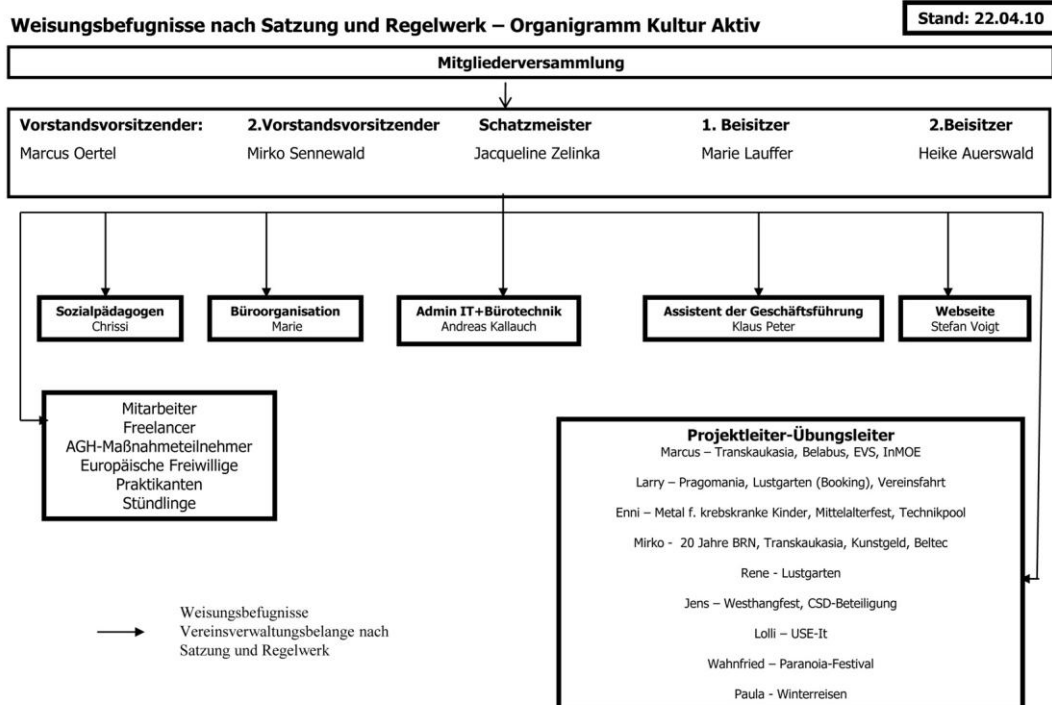 Weisungsbefugnisse nach Satzung und Regelwerk – Organigramm Kultur Aktiv
Stand: 22.04.10
Mitgliederversammlung
Vorstandsvorsitzender: 2.Vorstandsvorsitzender Schatzmeister 1. Beisitzer 2.Beisitzer
Marcus Oertel Mirko Sennewald Jacqueline Zelinka Marie Lauffer Heike Auerswald
Sozialpädagogen
Chrissi
Büroorganisation
Marie
Admin IT+Bürotechnik
Andreas Kallauch
Assistent der Geschäftsführung
Klaus Peter
Webseite
Stefan Voigt
Mitarbeiter
Freelancer
AGH-Maßnahmeteilnehmer
Europäische Freiwillige
Praktikanten
Stündlinge
Projektleiter-Übungsleiter
Marcus – Transkaukasia, Belabus, EVS, InMOE
Larry – Pragomania, Lustgarten (Booking), Vereinsfahrt
Enni – Metal f. krebskranke Kinder, Mittelalterfest, Technikpool
Mirko - 20 Jahre BRN, Transkaukasia, Kunstgeld, Beltec
Rene - Lustgarten
Jens – Westhangfest, CSD-Beteiligung
Lolli – USE-It
Wahnfried – Paranoia-Festival
Paula - Winterreisen
Weisungsbefugnisse
Vereinsverwaltungsbelange nach
Satzung und Regelwerk